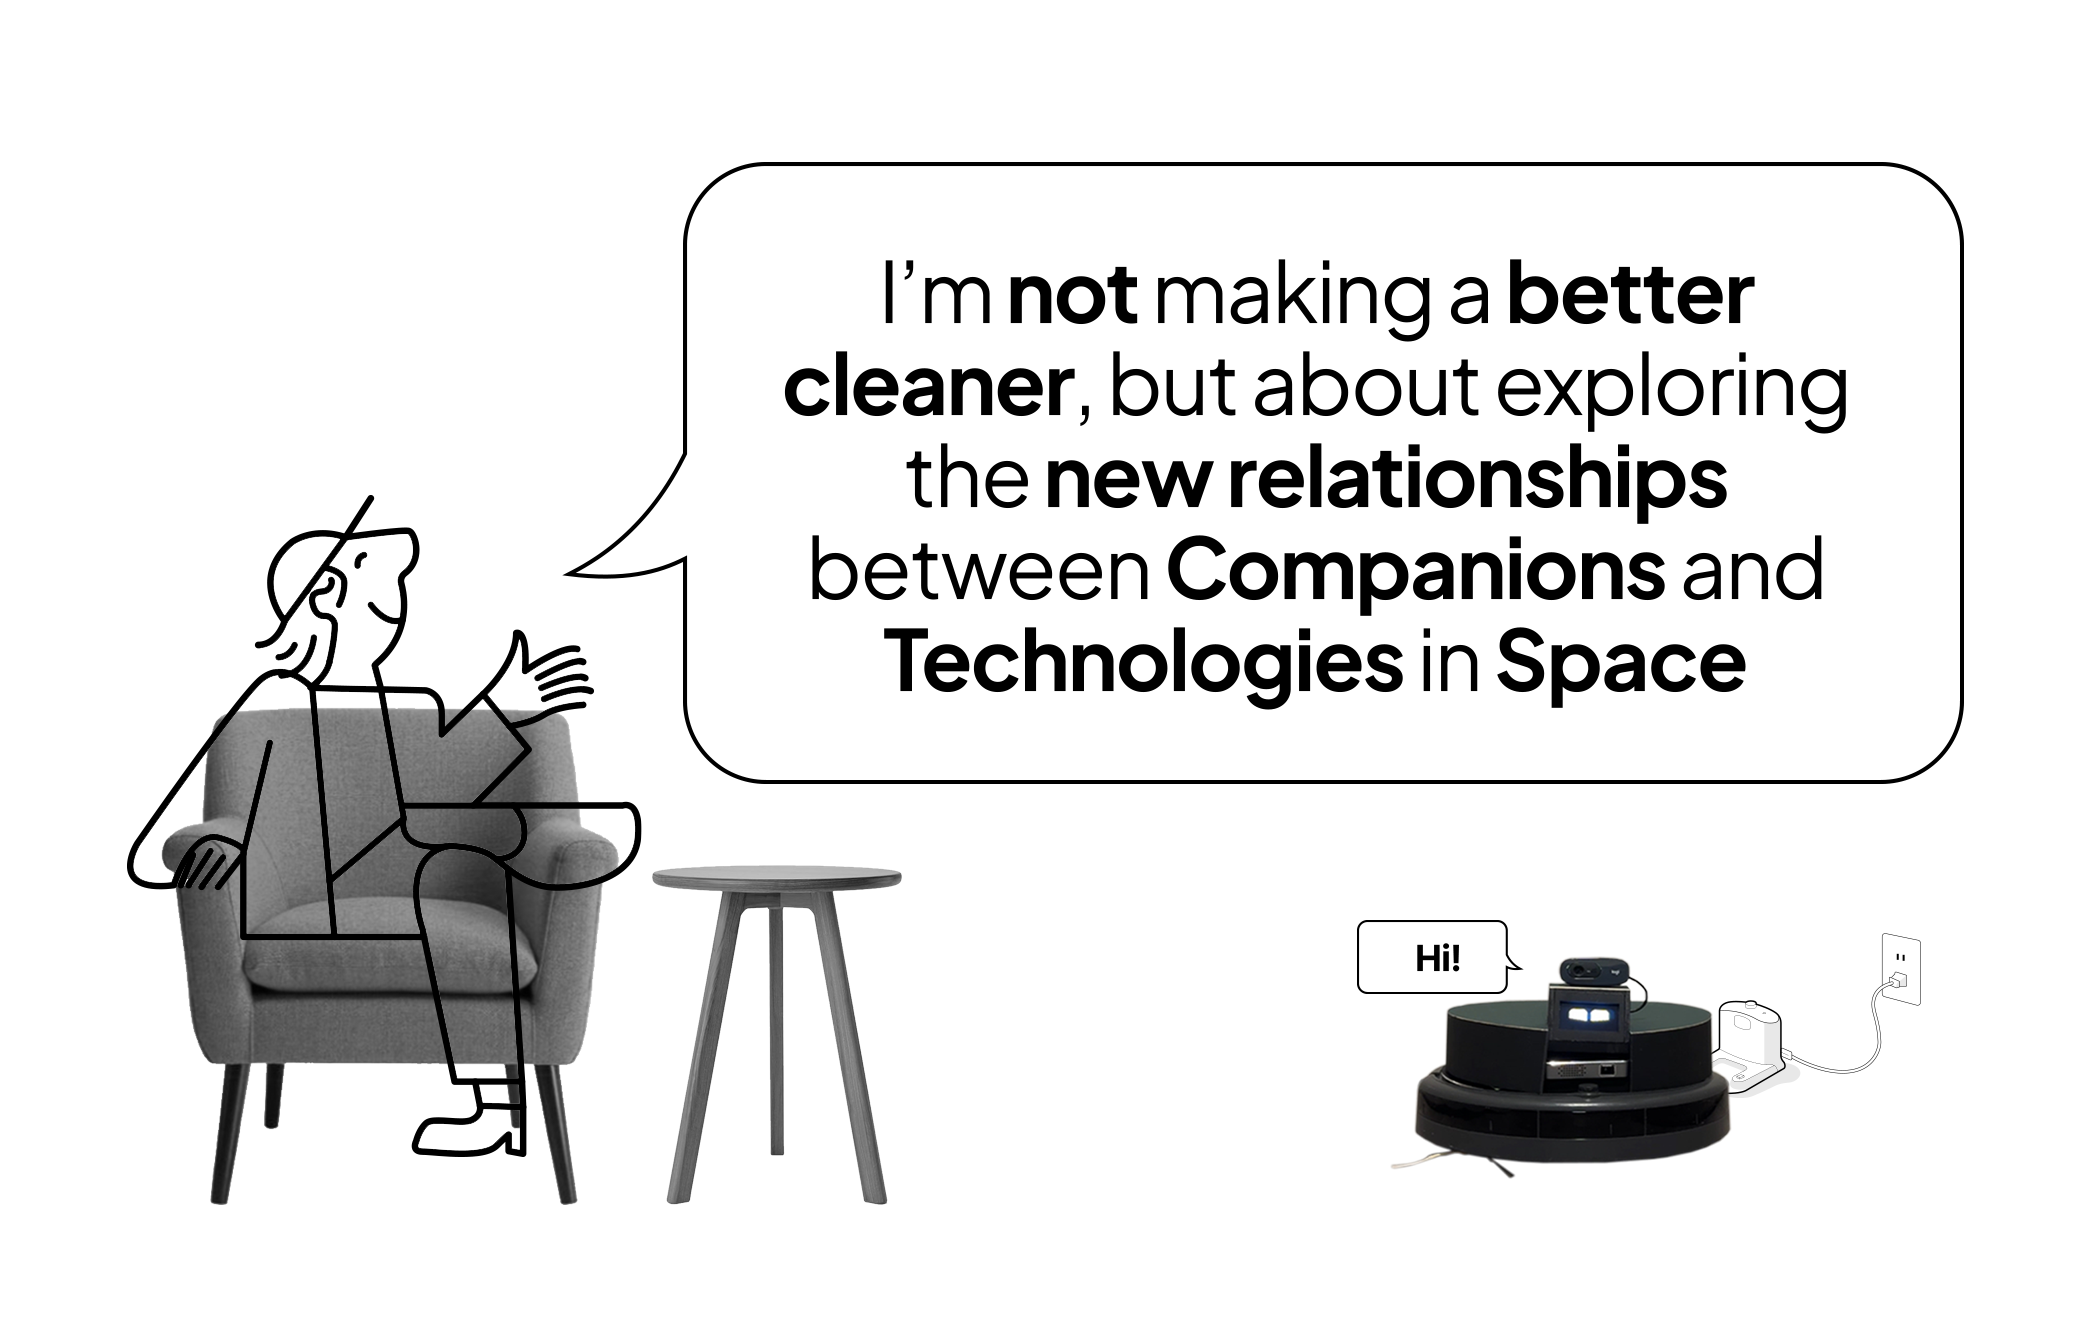 I’m not making a better
cleaner, but about exploring
the new relationships
between Companions and
Technologies in Space
Hi!